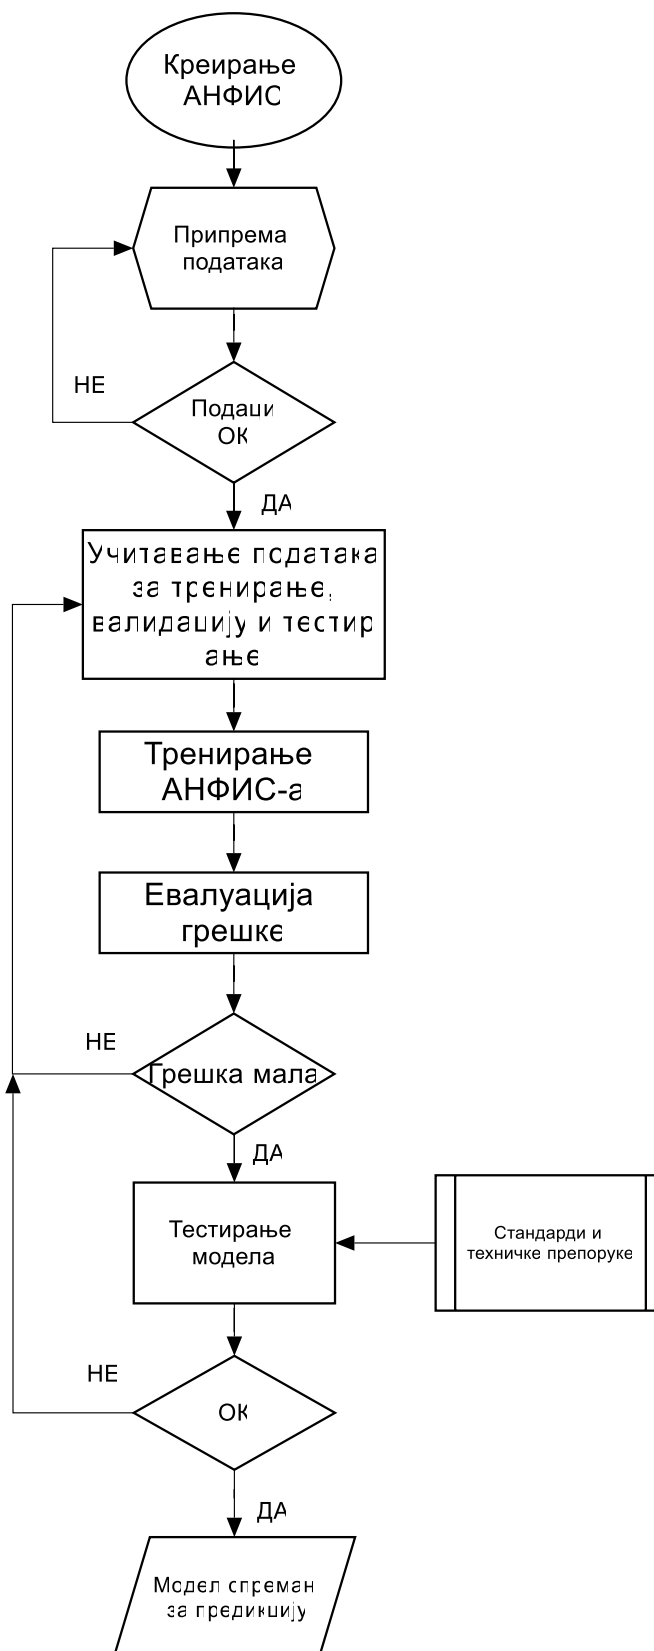 Креирање
АНФИС
Припрема
података
НЕ
Подаци
ОК
ДА
Учитавање података
за тренирање,
валидацију и тестир
ање
Тренирање
АНФИС-а
Евалуација
грешке
НЕ
Грешка мала
ДА
Тестирање
модела
Стандарди и
техничке препоруке
НЕ
ОК
ДА
Модел спреман
за предикцију